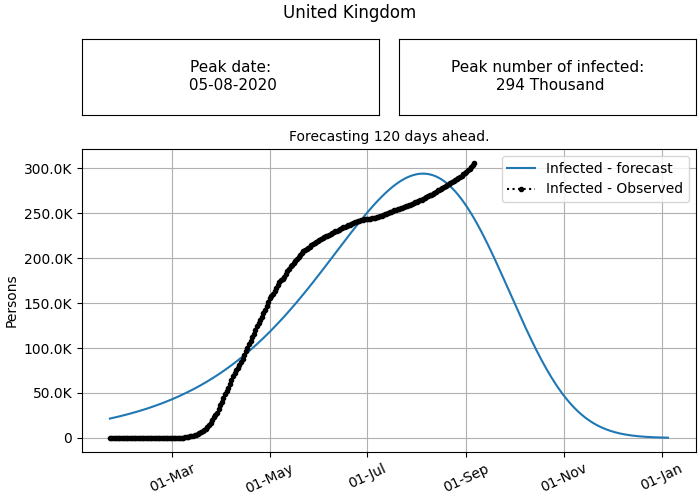 United Kingdom
Peak date:
05-08-2020
Peak number of infected:
294 Thousand
Forecasting 120 days ahead.
Infected - forecast
Infected - Observed
Persons
300.0K
250.0K
200.0K
150.0K
100.0K
50.0K
0
01-Mar
01-May
01-Jul
01-Sep
01-Nov
01-Jan